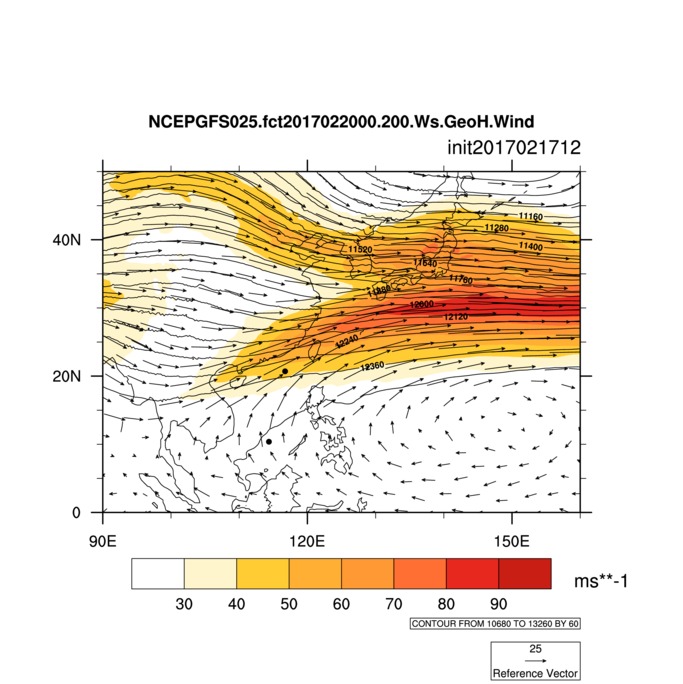 NCEPGFS025.fct2017022000.200.Ws.GeoH.Wind
init2017021712
11160
11280
40N
11400
11520
11640
11760
11880
12000
12120
12240
12360
20N
0
90E 120E 150E
ms**-1
30 40 50 60 70 80 90
CONTOUR FROM 10680 TO 13260 BY 60
25
Reference Vector